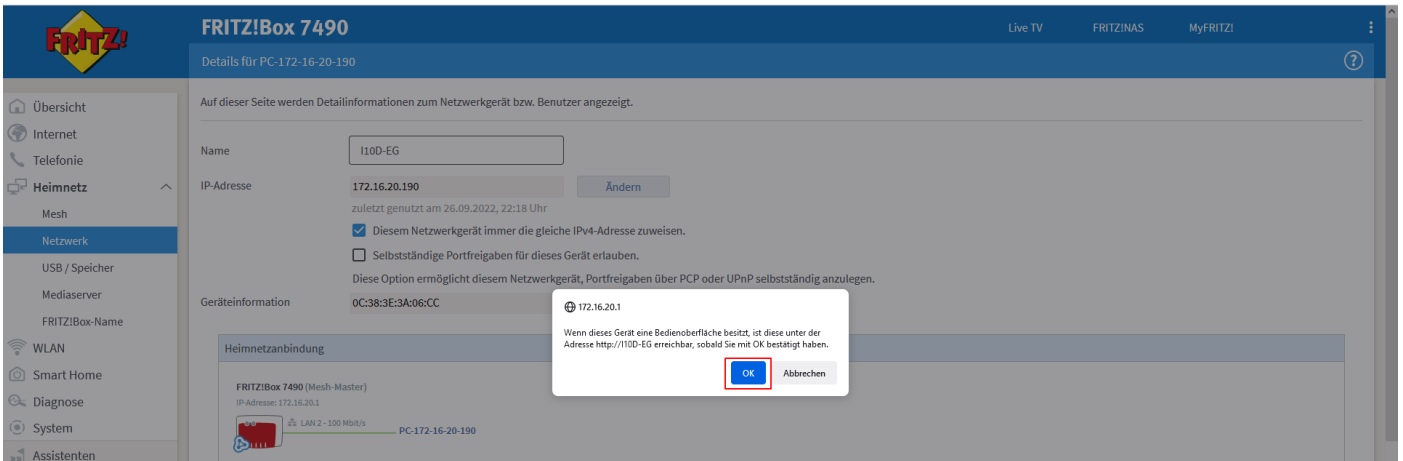 FRITZ!
FRITZ!Box 7490
Live TV
FRITZ!NAS
MyFRITZ!
Details für PC-172-16-20-190
?
Übersicht
Internet
Telefonie
Heimnetz
Mesh
Netzwerk
USB / Speicher
Mediaserver
FRITZ!Box-Name
WLAN
Smart Home
Diagnose
System
Assistenten
Auf dieser Seite werden Detailinformationen zum Netzwerkgerät bzw. Benutzer angezeigt.
Name
I10D-EG
IP-Adresse
172.16.20.190
Ändern
zuletzt genutzt am 26.09.2022, 22:18 Uhr
Diesem Netzwerkgerät immer die gleiche IPv4-Adresse zuweisen.
Selbstständige Portfreigaben für dieses Gerät erlauben.
Diese Option ermöglicht diesem Netzwerkgerät, Portfreigaben über PCP oder UPnP selbstständig anzulegen.
Geräteinformation
0C:38:3E:3A:06:CC
Heimnetzanbindung
FRITZ!Box 7490 (Mesh-Master)
IP-Adresse: 172.16.20.1
LAN 2 - 100 Mbit/s
PC-172-16-20-190
172.16.20.1
Wenn dieses Gerät eine Bedienoberfläche besitzt, ist diese unter der
Adresse http://I10D-EG erreichbar, sobald Sie mit OK bestätigt haben.
OK
Abbrechen